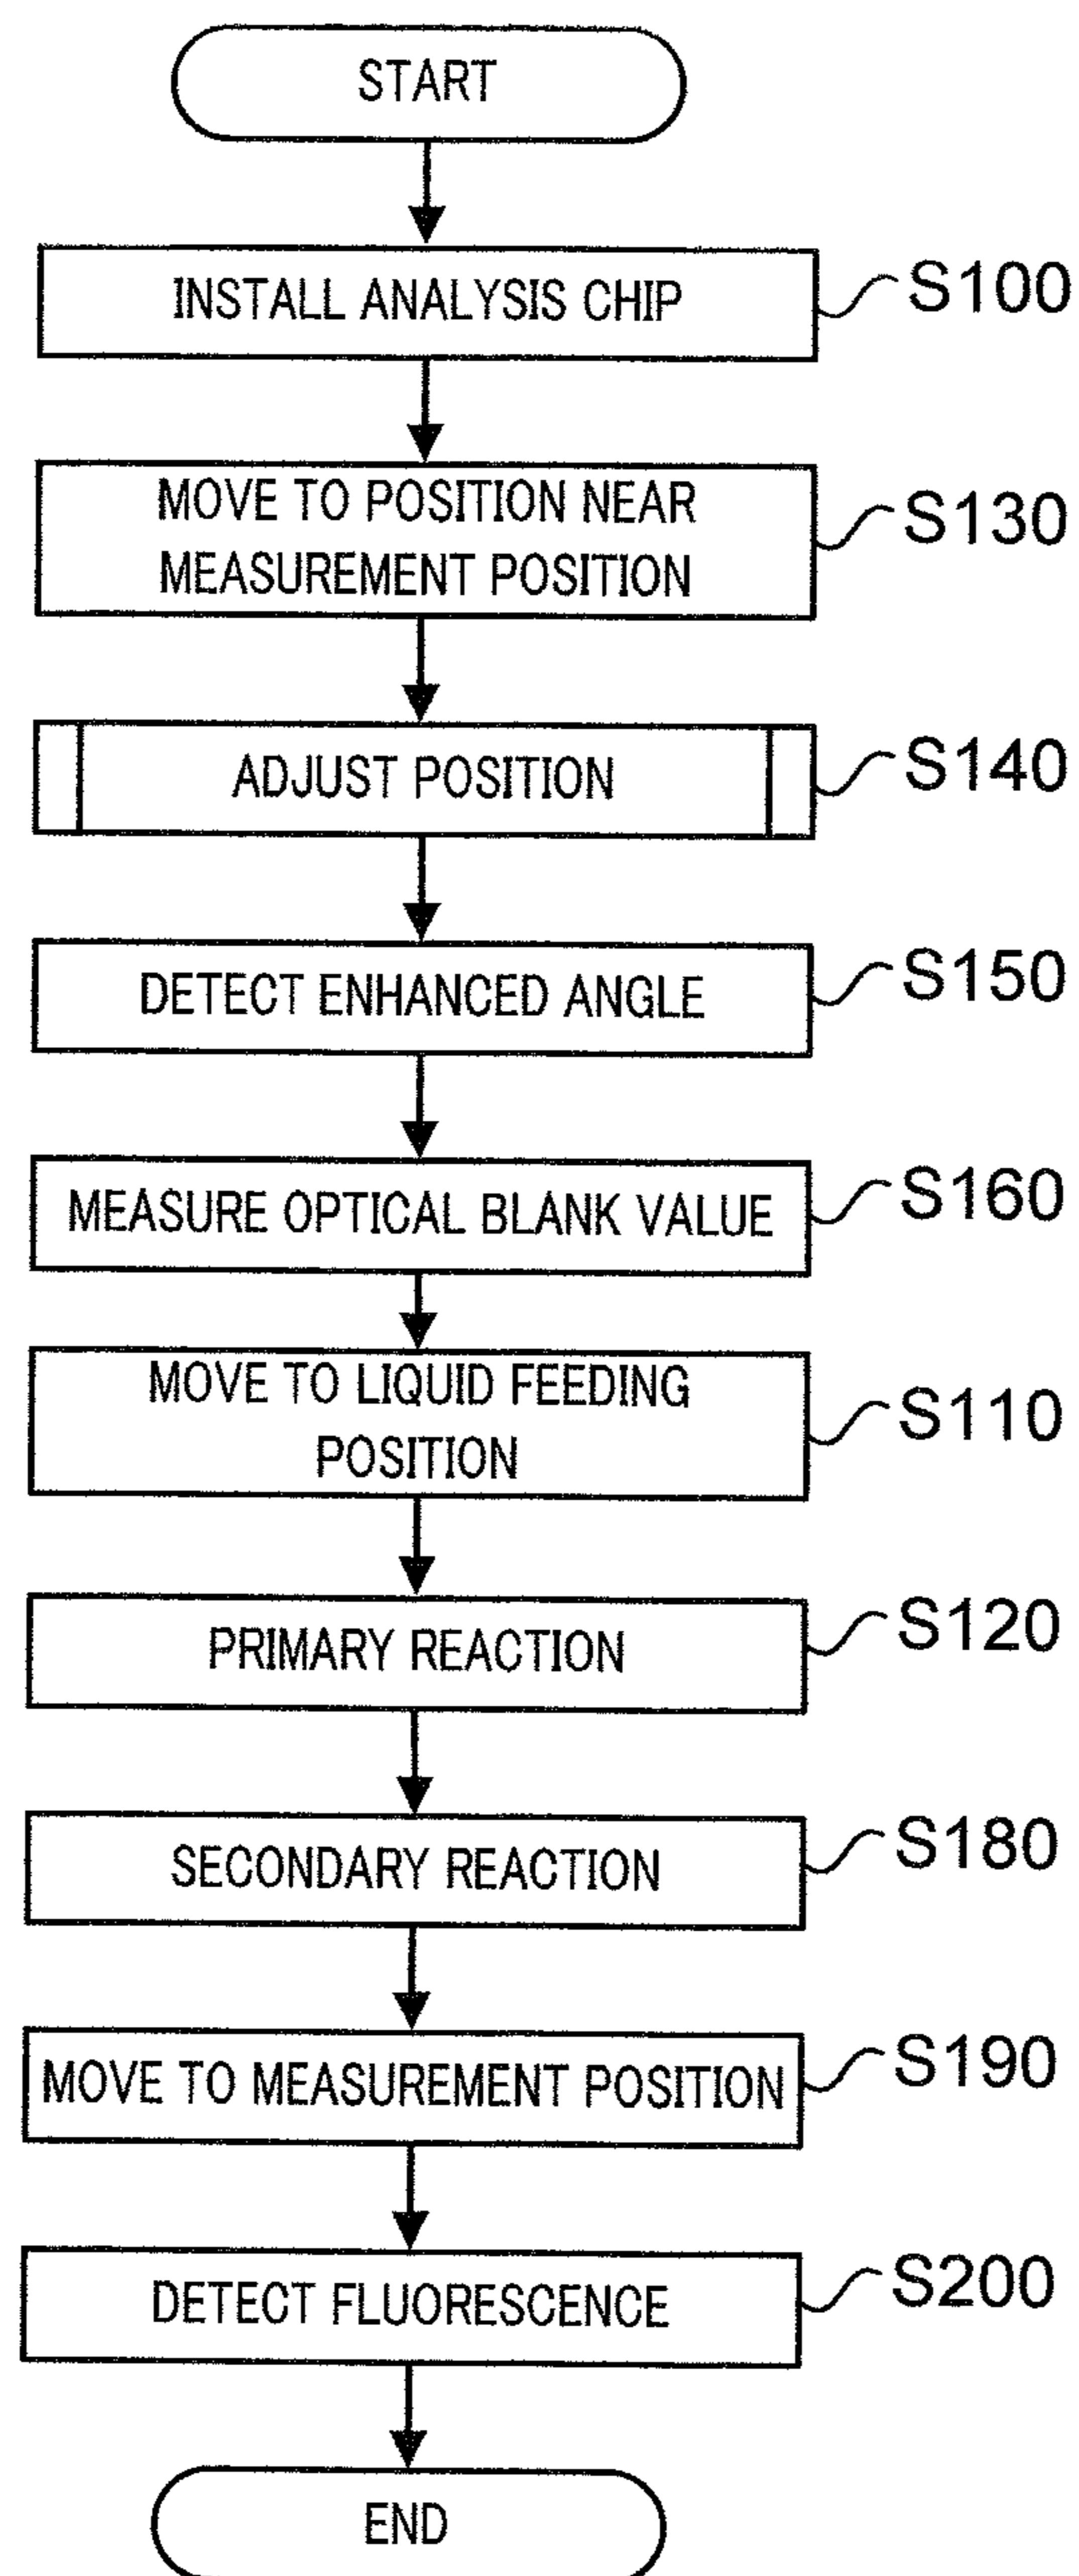 START
INSTALL ANALYSIS CHIP
S100
MOVE TO POSITION NEAR
MEASUREMENT POSITION
S130
ADJUST POSITION
S140
DETECT ENHANCED ANGLE
S150
MEASURE OPTICAL BLANK VALUE
S160
MOVE TO LIQUID FEEDING
POSITION
S110
PRIMARY REACTION
S120
SECONDARY REACTION
S180
MOVE TO MEASUREMENT POSITION
S190
DETECT FLUORESCENCE
S200
END